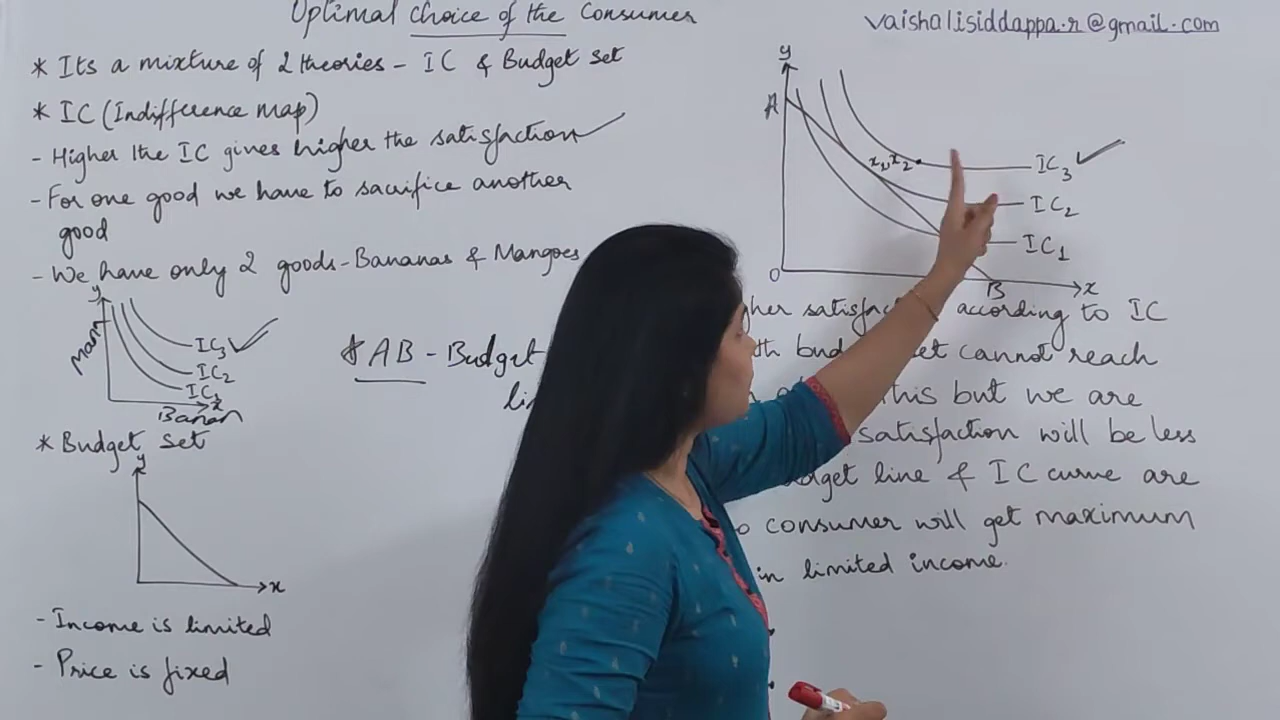 Optimal choice of the Consumer
vaishalisiddappa.r@gmail.com
* Its a mixture of 2 theories - IC & Budget set
* IC (Indifference map)
- Higher the IC gives higher the satisfaction
- For one good we have to sacrifice another
good
- We have only 2 goods - Bananas & Mangoes
y
IC3
IC2
IC1
x
Banan
* AB - Budget
* Budget set
y
x
- Income is limited
- Price is fixed
y
A
x1, x2
IC3
IC2
IC1
O
B
x
satisfac according to IC
bud cannot reach
this but we are
satisfaction will be less
line & IC curve are
consumer will get maximum
in limited income.